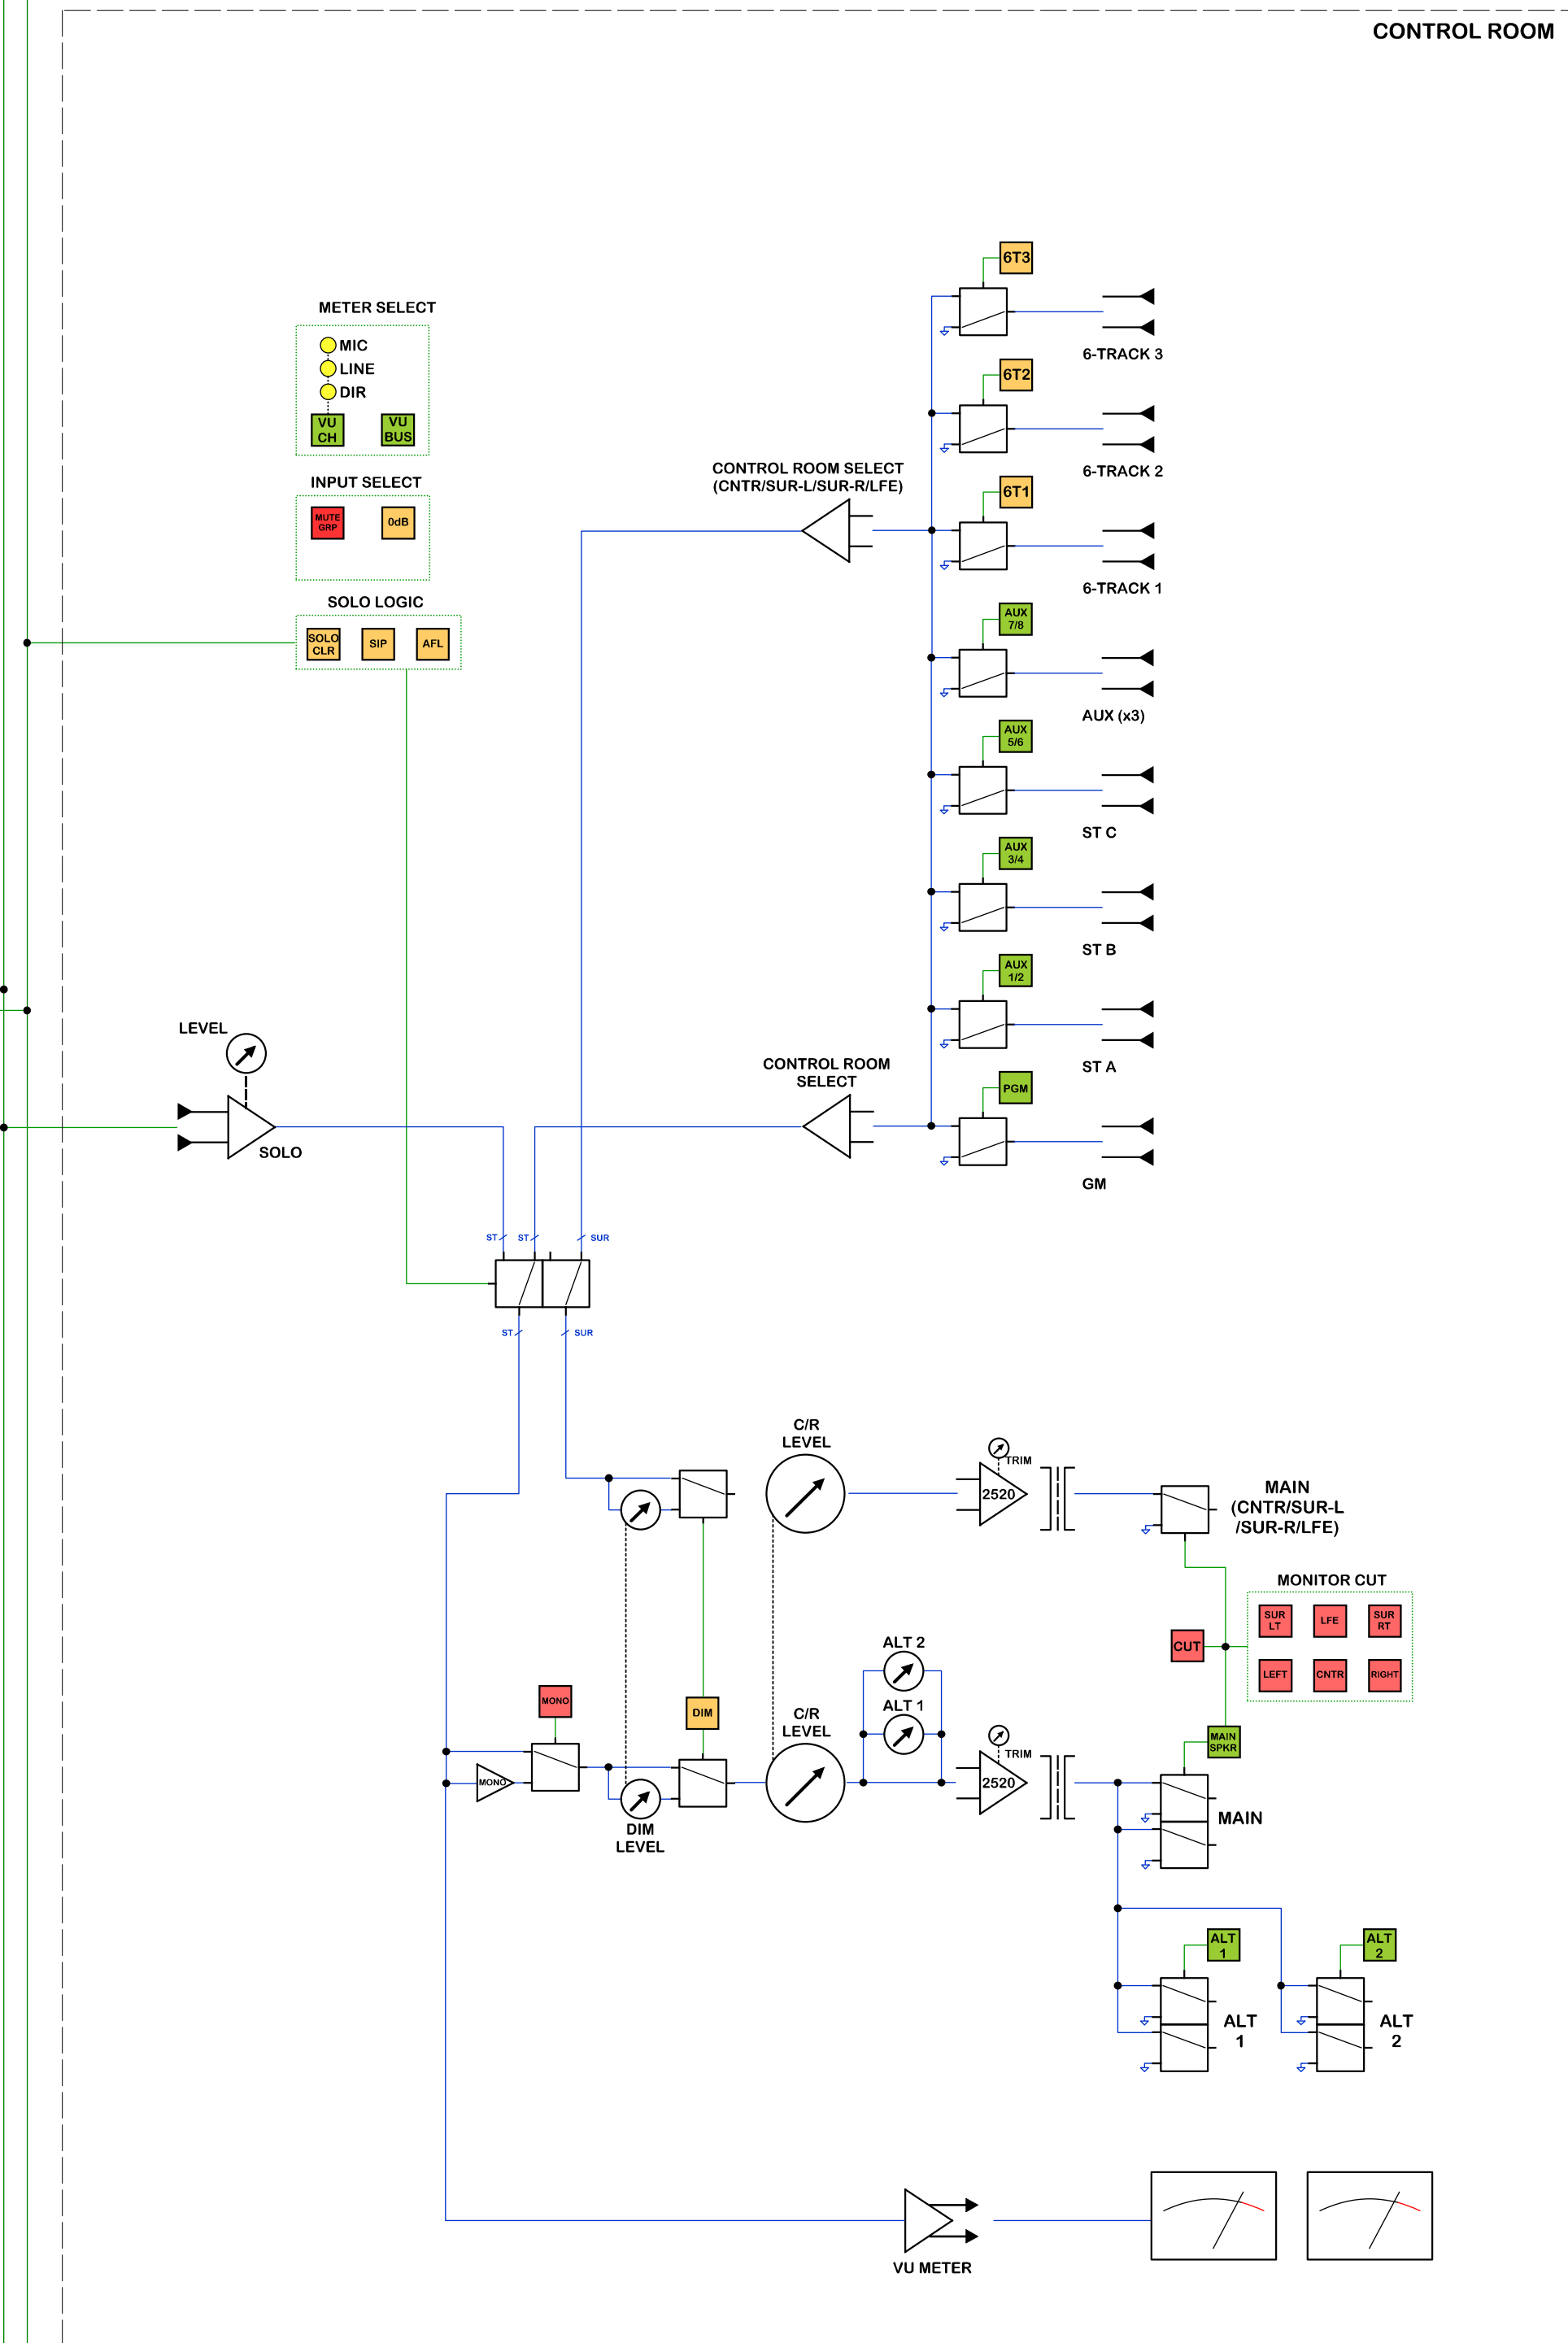 CONTROL ROOM
6T3
METER SELECT
MIC
LINE
DIR
VU
CH
VU
BUS
6-TRACK 3
6T2
6-TRACK 2
INPUT SELECT
MUTE
GRP
0dB
CONTROL ROOM SELECT
(CNTR/SUR-L/SUR-R/LFE)
6T1
6-TRACK 1
SOLO LOGIC
SOLO
CLR
SIP
AFL
AUX
7/8
AUX (x3)
AUX
5/6
ST C
AUX
3/4
ST B
AUX
1/2
ST A
LEVEL
SOLO
CONTROL ROOM
SELECT
PGM
GM
ST
ST
SUR
ST
SUR
C/R
LEVEL
TRIM
2520
MAIN
(CNTR/SUR-L
/SUR-R/LFE)
MONITOR CUT
SUR
LT
LFE
SUR
RT
CUT
LEFT
CNTR
RIGHT
ALT 2
ALT 1
MONO
DIM
C/R
LEVEL
TRIM
2520
MAIN
SPKR
MONO
DIM
LEVEL
MAIN
ALT
1
ALT
2
ALT
1
ALT
2
VU METER